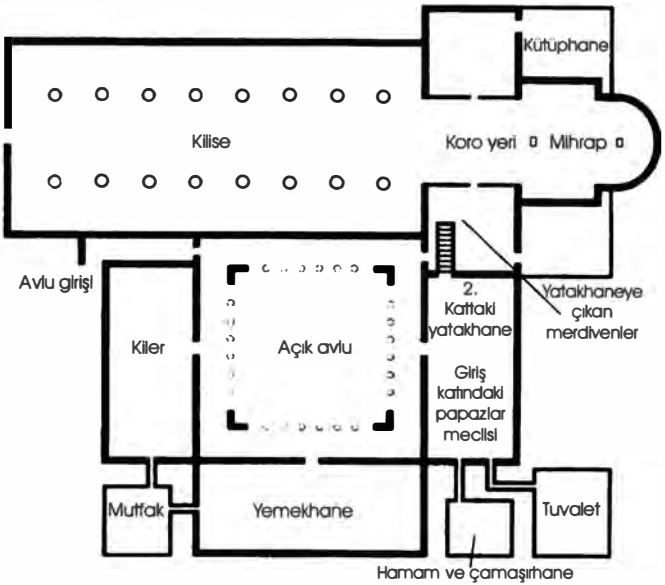 Kütüphane
Kilise
Koro yeri
Mihrap
Avlu girişi
2.
Kattaki
yatakhane
Yatakhaneye
çıkan
merdivenler
Kiler
Açık avlu
Giriş
katındaki
papazlar
meclisi
Mutfak
Yemekhane
Tuvalet
Hamam ve çamaşırhane